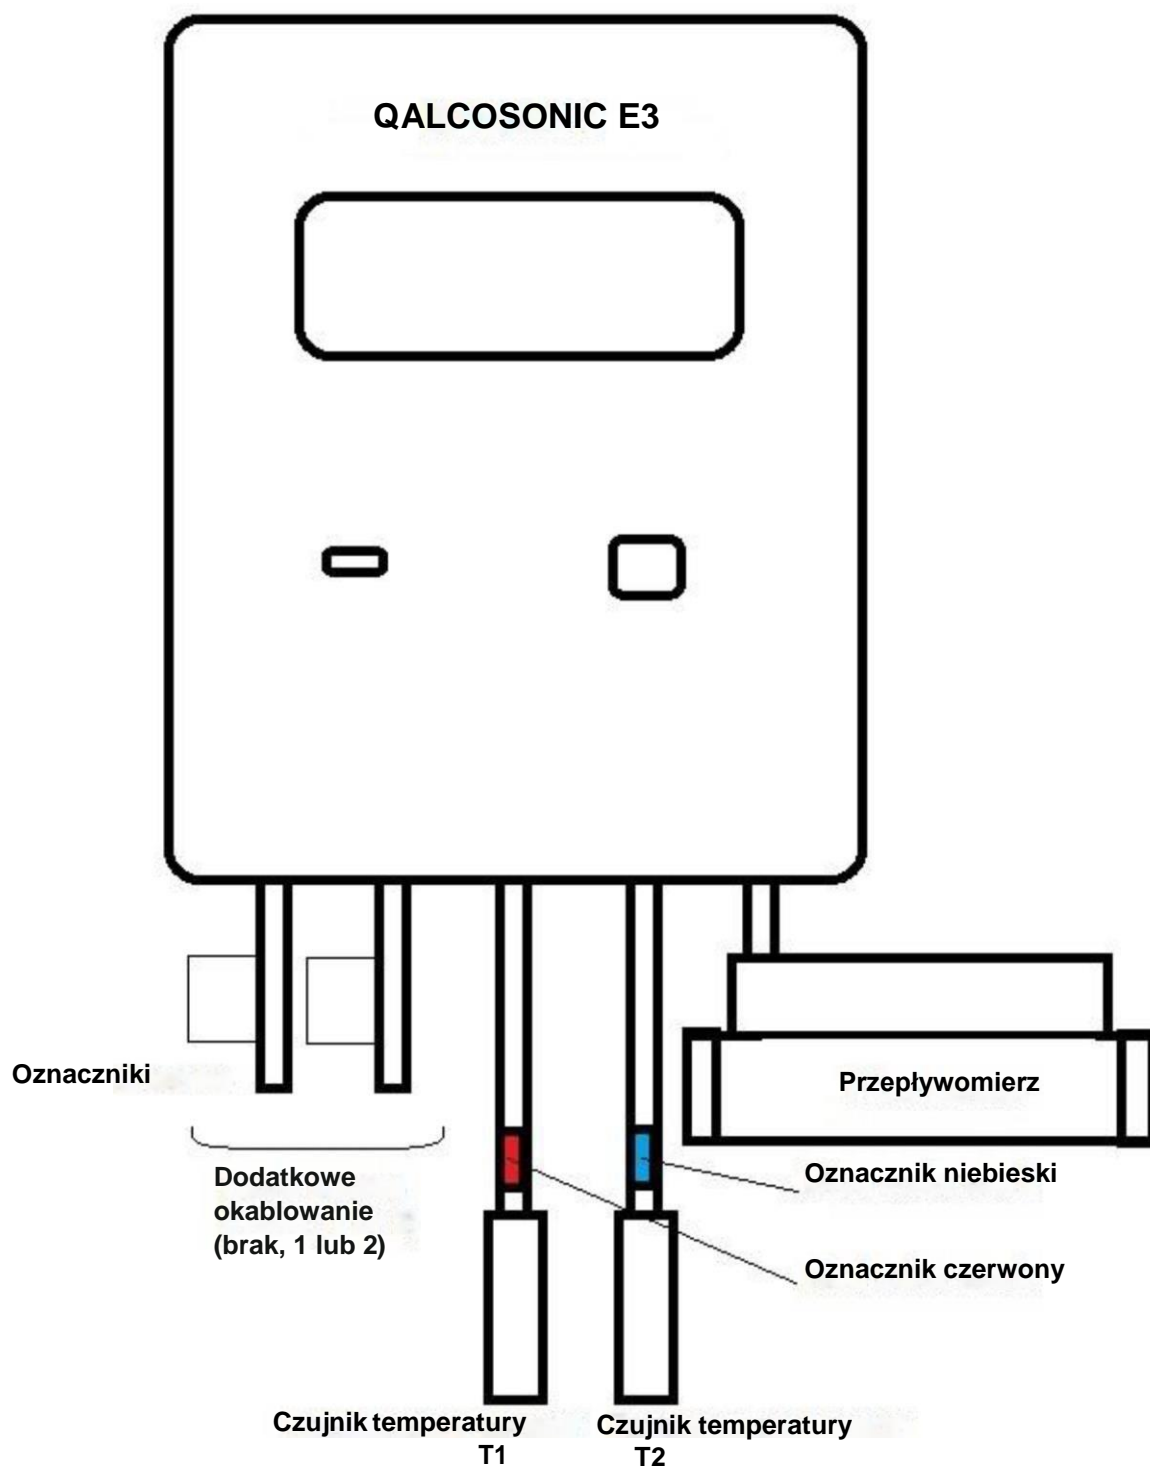 QALCOSONIC E3
Oznaczniki
Przepływomierz
Dodatkowe
okablowanie
(brak, 1 lub 2)
Oznacznik niebieski
Oznacznik czerwony
Czujnik temperatury
T1
Czujnik temperatury
T2